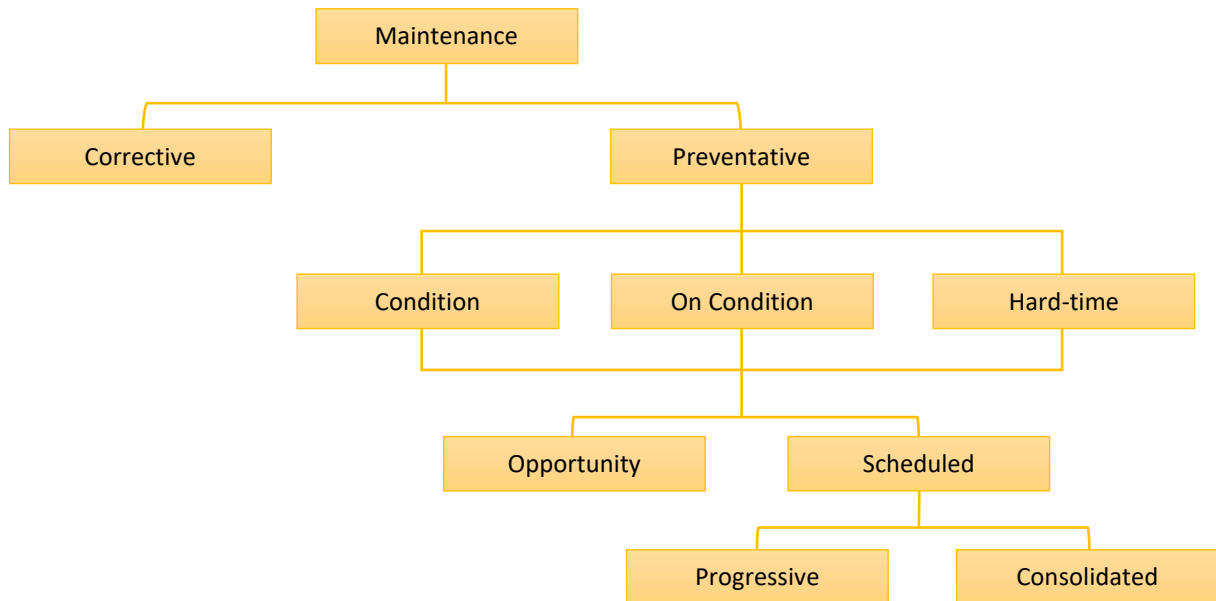 Maintenance
Corrective
Preventative
Condition
On Condition
Hard-time
Opportunity
Scheduled
Progressive
Consolidated